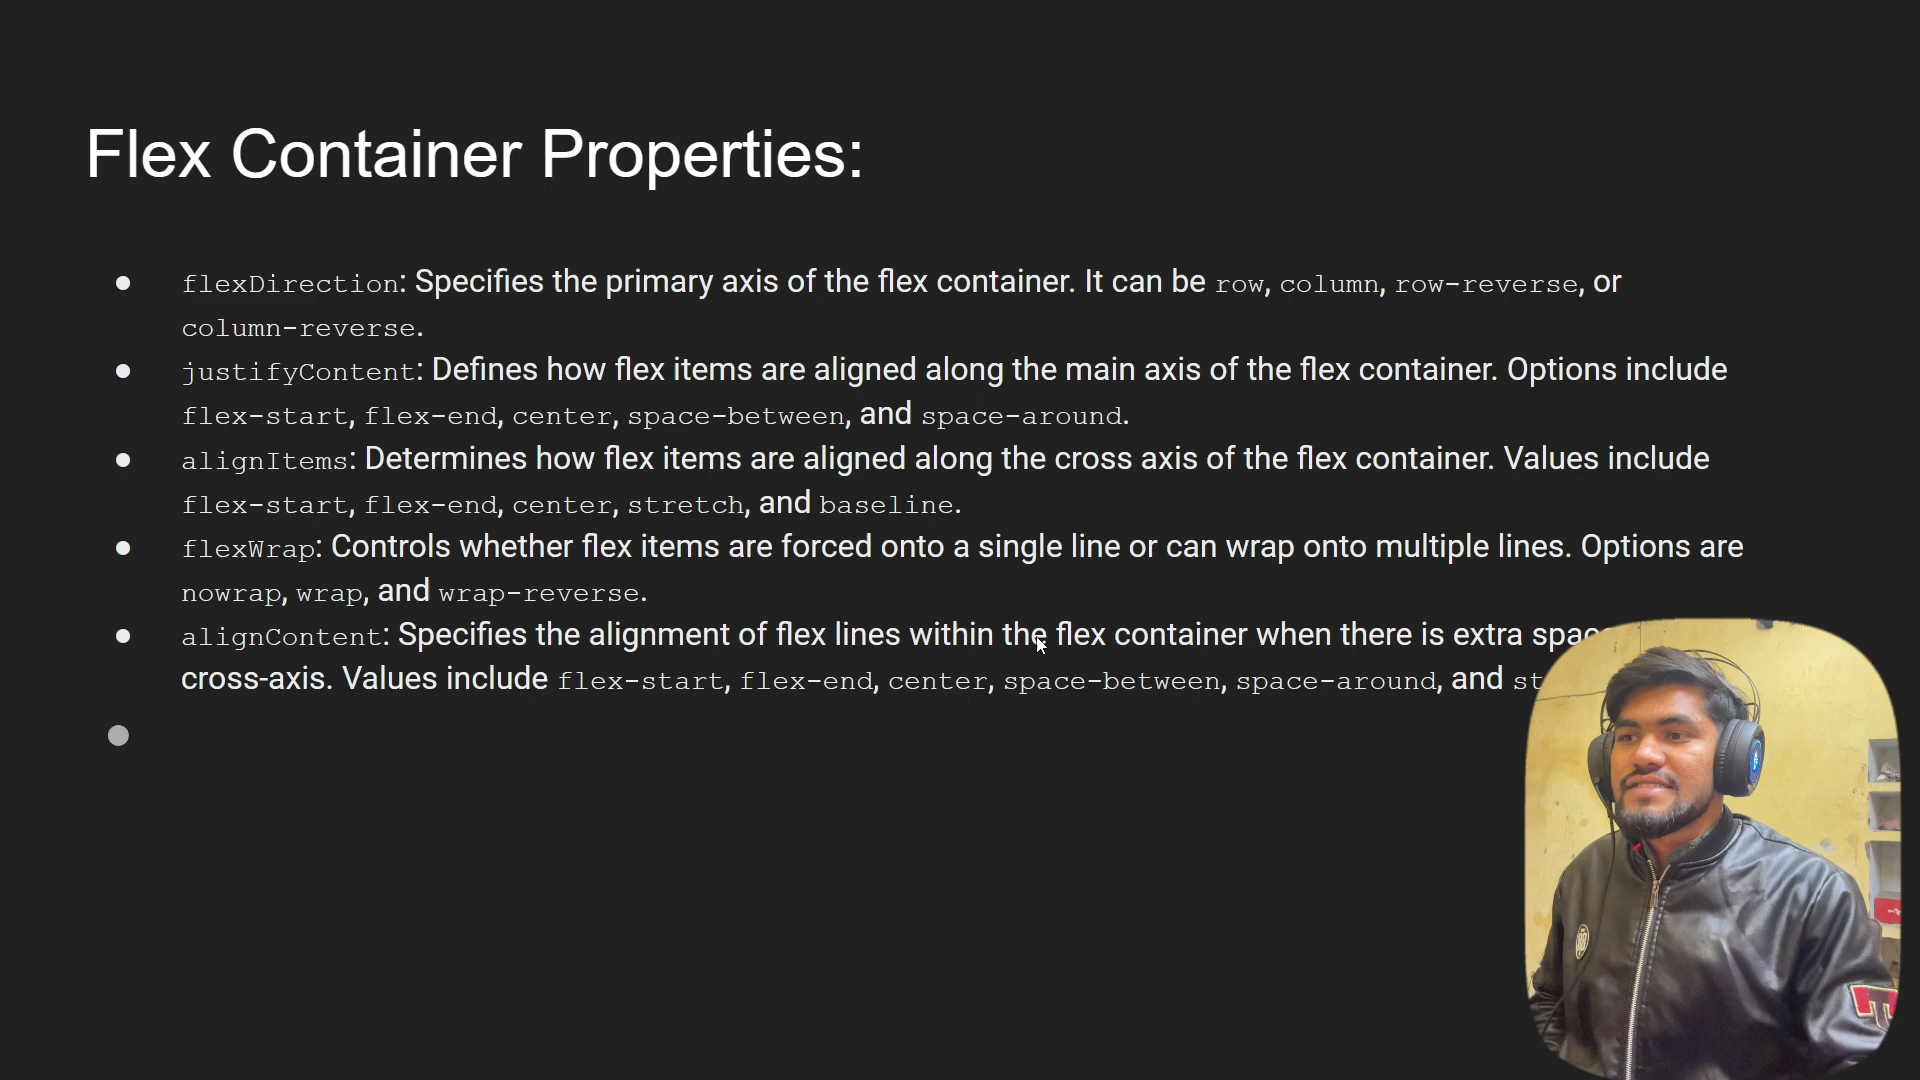 Flex Container Properties:
● flexDirection: Specifies the primary axis of the flex container. It can be row, column, row-reverse, or
column-reverse.
● justifyContent: Defines how flex items are aligned along the main axis of the flex container. Options include
flex-start, flex-end, center, space-between, and space-around.
● alignItems: Determines how flex items are aligned along the cross axis of the flex container. Values include
flex-start, flex-end, center, stretch, and baseline.
● flexWrap: Controls whether flex items are forced onto a single line or can wrap onto multiple lines. Options are
nowrap, wrap, and wrap-reverse.
● alignContent: Specifies the alignment of flex lines within the flex container when there is extra
cross-axis. Values include flex-start, flex-end, center, space-between, space-around, and
●